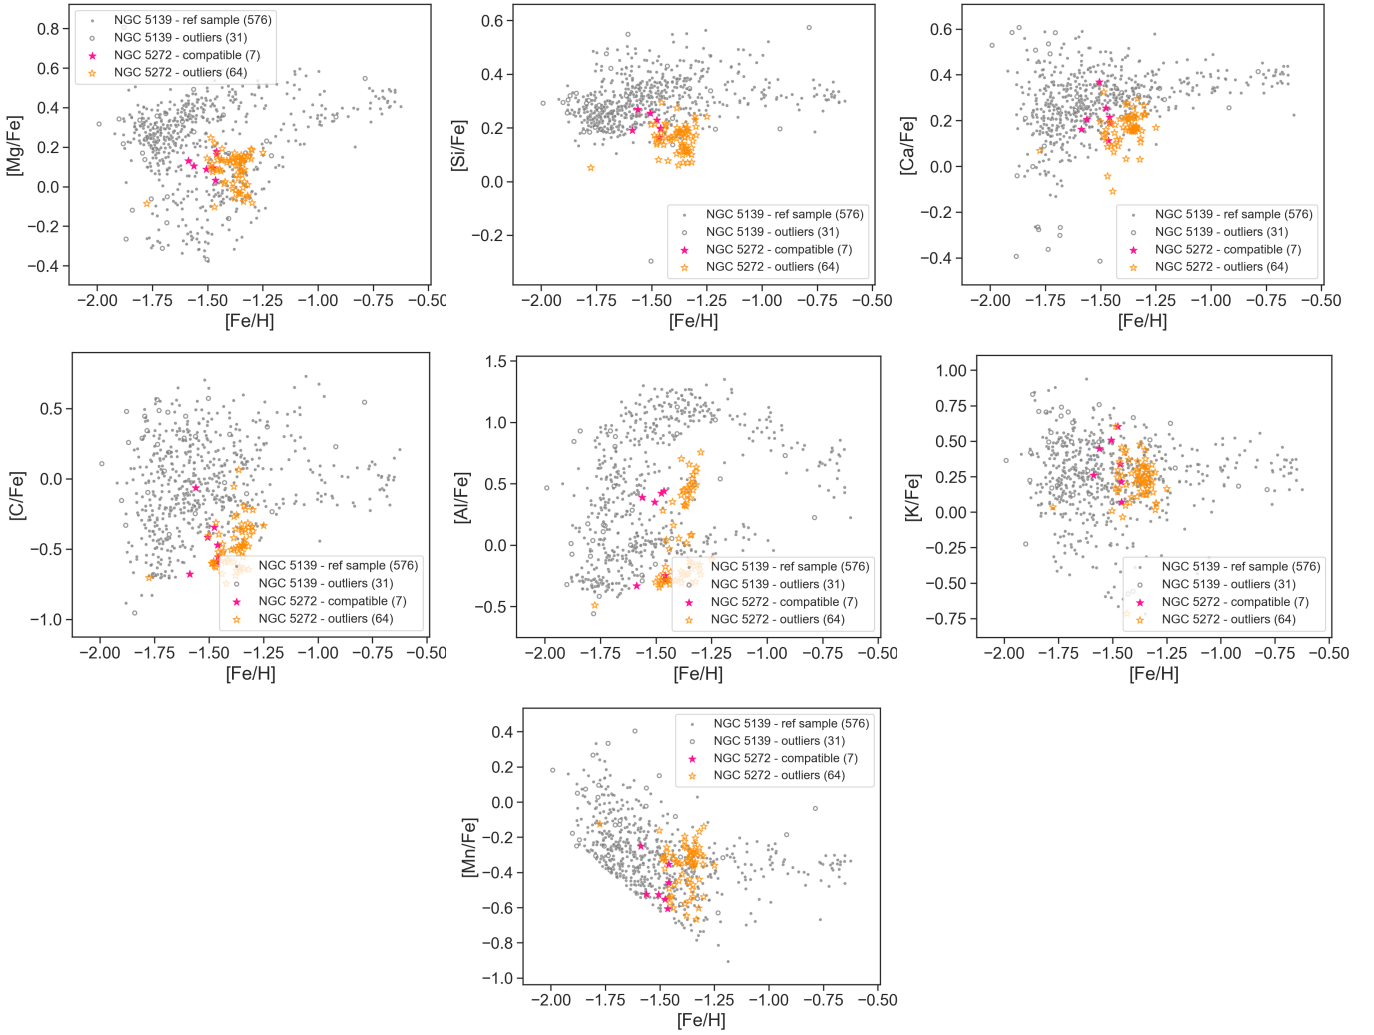 NGC 5139 - ref sample (576)
NGC 5139 - outliers (31)
NGC 5272 - compatible (7)
NGC 5272 - outliers (64)
0.8
0.6
0.4
0.2
0.0
−0.2
−0.4
[Mg/Fe]
−2.00 −1.75 −1.50 −1.25 −1.00 −0.75 −0.50
[Fe/H]
0.6
0.4
0.2
0.0
−0.2
[Si/Fe]
NGC 5139 - ref sample (576)
NGC 5139 - outliers (31)
NGC 5272 - compatible (7)
NGC 5272 - outliers (64)
−2.00 −1.75 −1.50 −1.25 −1.00 −0.75 −0.50
[Fe/H]
0.6
0.4
0.2
0.0
−0.2
−0.4
[Ca/Fe]
NGC 5139 - ref sample (576)
NGC 5139 - outliers (31)
NGC 5272 - compatible (7)
NGC 5272 - outliers (64)
−2.00 −1.75 −1.50 −1.25 −1.00 −0.75 −0.50
[Fe/H]
0.5
0.0
−0.5
−1.0
[C/Fe]
NGC 5139 - ref sample (576)
NGC 5139 - outliers (31)
NGC 5272 - compatible (7)
NGC 5272 - outliers (64)
−2.00 −1.75 −1.50 −1.25 −1.00 −0.75 −0.50
[Fe/H]
1.5
1.0
0.5
0.0
−0.5
[Al/Fe]
NGC 5139 - ref sample (576)
NGC 5139 - outliers (31)
NGC 5272 - compatible (7)
NGC 5272 - outliers (64)
−2.00 −1.75 −1.50 −1.25 −1.00 −0.75 −0.50
[Fe/H]
1.00
0.75
0.50
0.25
0.00
−0.25
−0.50
−0.75
[K/Fe]
NGC 5139 - ref sample (576)
NGC 5139 - outliers (31)
NGC 5272 - compatible (7)
NGC 5272 - outliers (64)
−2.00 −1.75 −1.50 −1.25 −1.00 −0.75 −0.50
[Fe/H]
NGC 5139 - ref sample (576)
NGC 5139 - outliers (31)
NGC 5272 - compatible (7)
NGC 5272 - outliers (64)
0.4
0.2
0.0
−0.2
−0.4
−0.6
−0.8
−1.0
[Mn/Fe]
−2.00 −1.75 −1.50 −1.25 −1.00 −0.75 −0.50
[Fe/H]